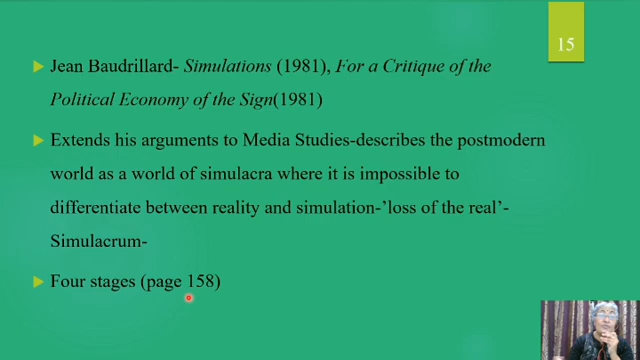 15
Jean Baudrillard- Simulations (1981), For a Critique of the
Political Economy of the Sign(1981)
Extends his arguments to Media Studies-describes the postmodern
world as a world of simulacra where it is impossible to
differentiate between reality and simulation-'loss of the real'-
Simulacrum-
Four stages (page 158)